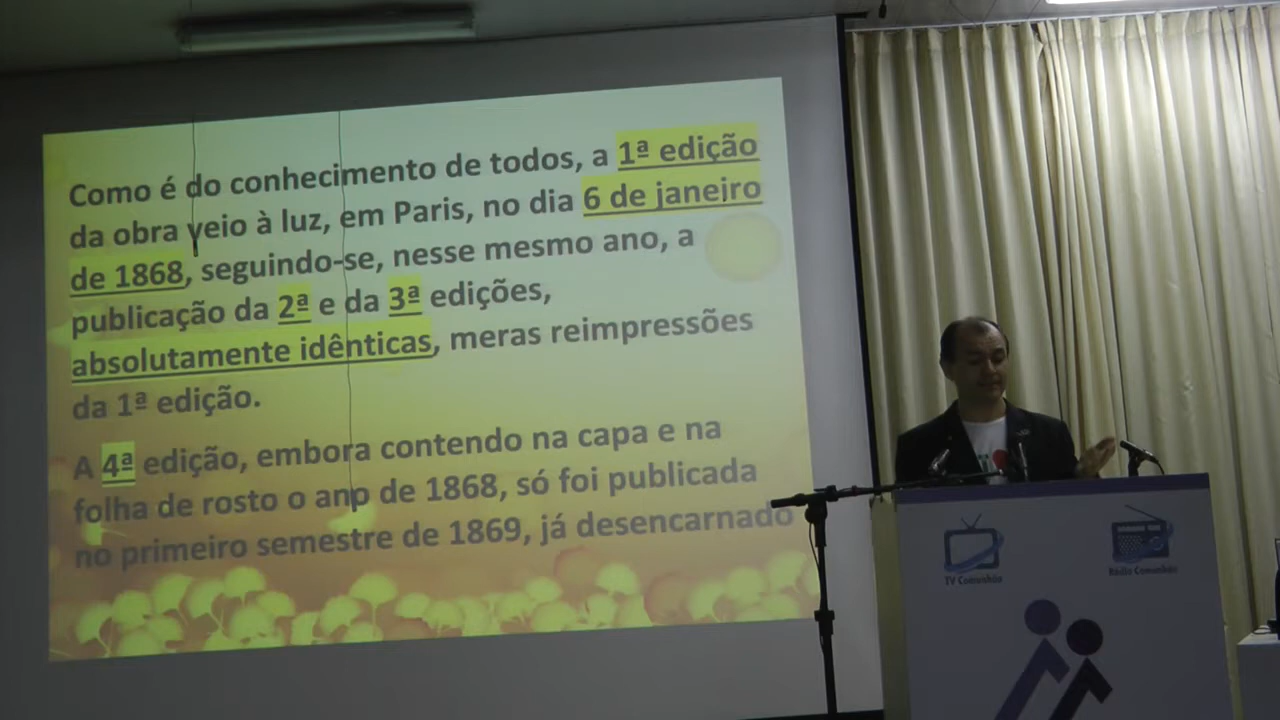 Como é do conhecimento de todos, a 1ª edição
da obra veio à luz, em Paris, no dia 6 de janeiro
de 1868, seguindo-se, nesse mesmo ano, a
publicação da 2ª e da 3ª edições,
absolutamente idênticas, meras reimpressões
da 1ª edição.
A 4ª edição, embora contendo na capa e na
folha de rosto o ano de 1868, só foi publicada
no primeiro semestre de 1869, já desencarnado
TV Comunhão
Rádio Comunhão